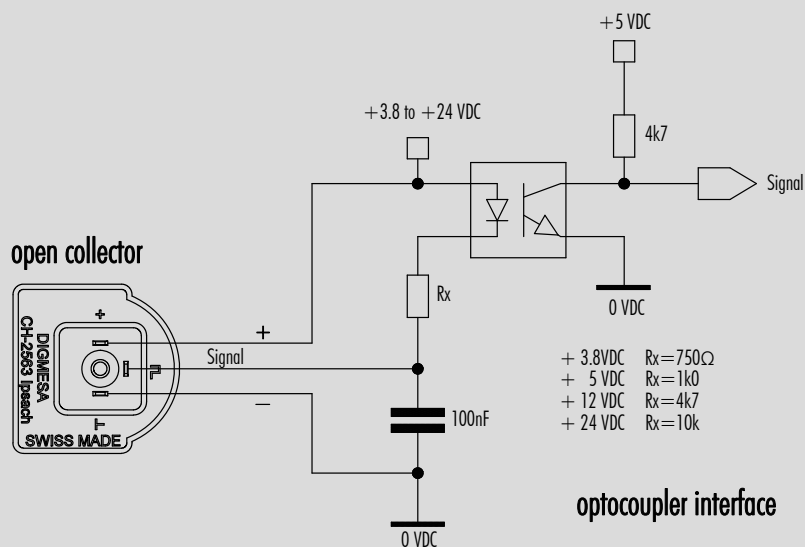 +5 VDC
+3.8 to +24 VDC
4k7
Signal
open collector
0 VDC
Rx
+
Signal
−
+
DIGMESA
CH-2563 Ipsach
SWISS MADE
100nF
+ 3.8VDC Rx=750Ω
+ 5 VDC Rx=1k0
+ 12 VDC Rx=4k7
+ 24 VDC Rx=10k
optocoupler interface
0 VDC